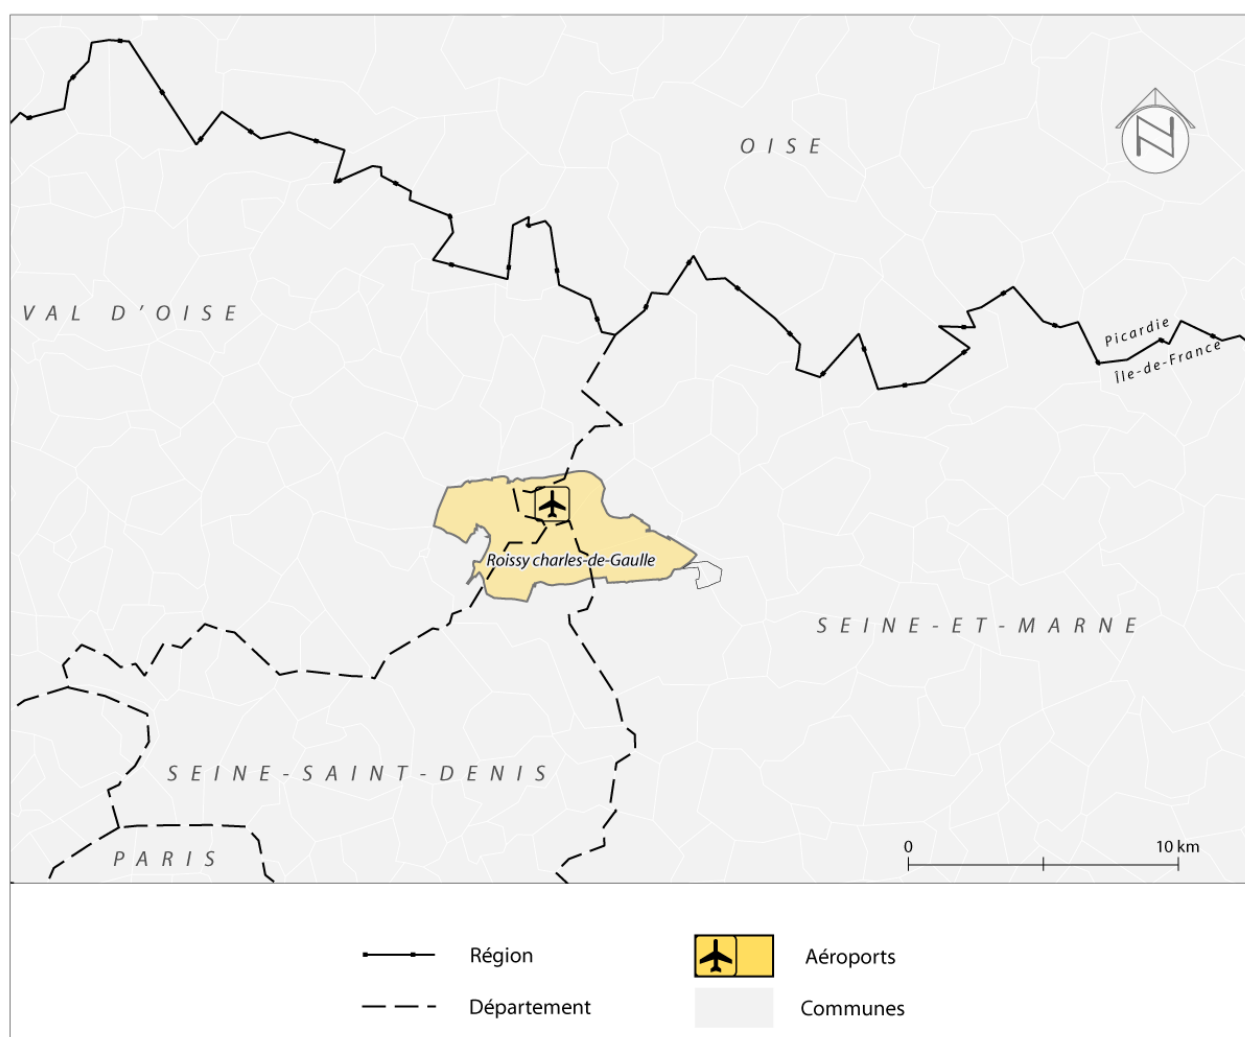 OISE
VAL D'OISE
Picardie
Île-de-France
Roissy charles-de-Gaulle
SEINE-ET-MARNE
SEINE-SAINT-DENIS
PARIS
0 10 km
N
Région
Aéroports
Département
Communes